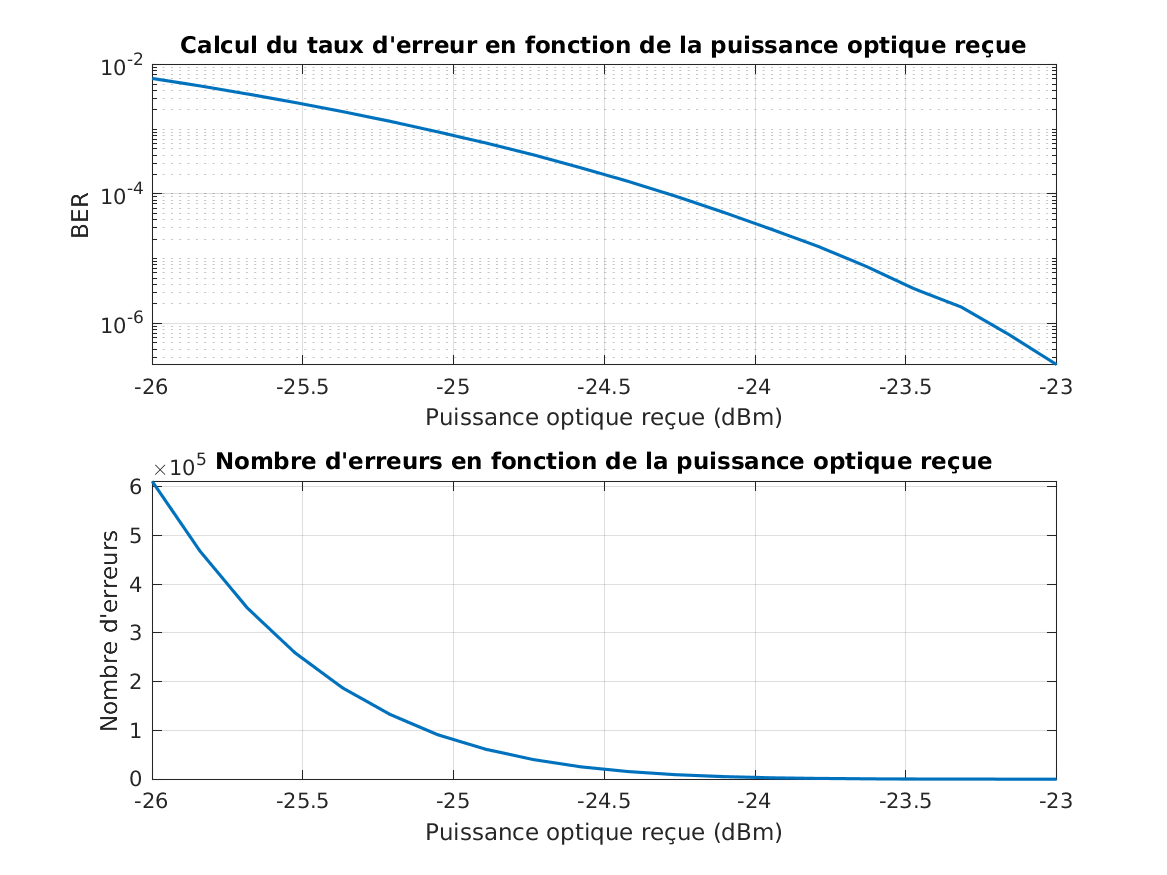 Calcul du taux d'erreur en fonction de la puissance optique reçue
10^-2
10^-4
10^-6
BER
-26 -25.5 -25 -24.5 -24 -23.5 -23
Puissance optique reçue (dBm)
×10^5 Nombre d'erreurs en fonction de la puissance optique reçue
6
5
4
3
2
1
0
Nombre d'erreurs
-26 -25.5 -25 -24.5 -24 -23.5 -23
Puissance optique reçue (dBm)